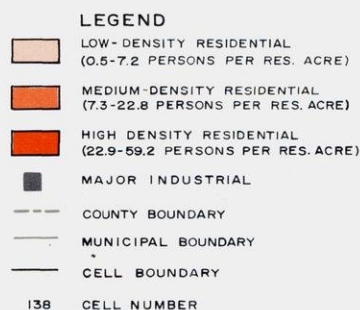 LEGEND
LOW-DENSITY RESIDENTIAL
(0.5-7.2 PERSONS PER RES. ACRE)
MEDIUM-DENSITY RESIDENTIAL
(7.3-22.8 PERSONS PER RES. ACRE)
HIGH DENSITY RESIDENTIAL
(22.9-59.2 PERSONS PER RES. ACRE)
MAJOR INDUSTRIAL
COUNTY BOUNDARY
MUNICIPAL BOUNDARY
CELL BOUNDARY
138 CELL NUMBER